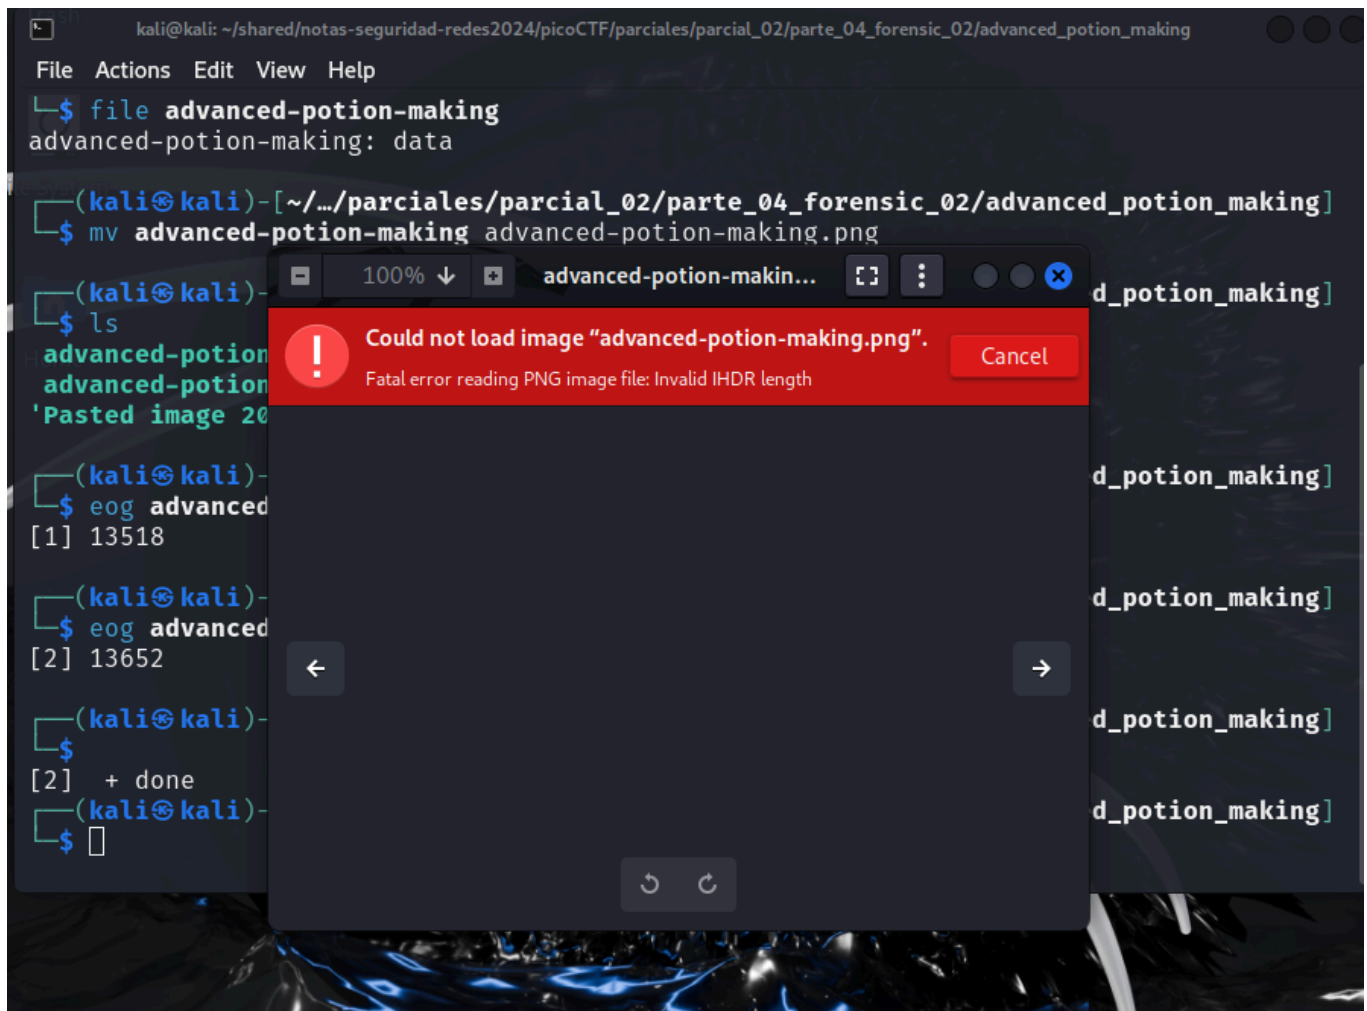 kali@kali: ~/shared/notas-seguridad-redes2024/picoCTF/parciales/parcial_02/parte_04_forensic_02/advanced_potion_making
File Actions Edit View Help
└─$ file advanced-potion-making
advanced-potion-making: data
┌──(kali㉿kali)-[~/…/parciales/parcial_02/parte_04_forensic_02/advanced_potion_making]
└─$ mv advanced-potion-making advanced-potion-making.png
100% advanced-potion-makin...
┌──(kali㉿kali)- d_potion_making]
└─$ ls
Could not load image “advanced-potion-making.png”.
Cancel
Fatal error reading PNG image file: Invalid IHDR length
advanced-potion
advanced-potion
'Pasted image 20
┌──(kali㉿kali)- d_potion_making]
└─$ eog advanced
[1] 13518
┌──(kali㉿kali)- d_potion_making]
└─$ eog advanced
[2] 13652
┌──(kali㉿kali)- d_potion_making]
└─$
[2] + done
┌──(kali㉿kali)- d_potion_making]
└─$